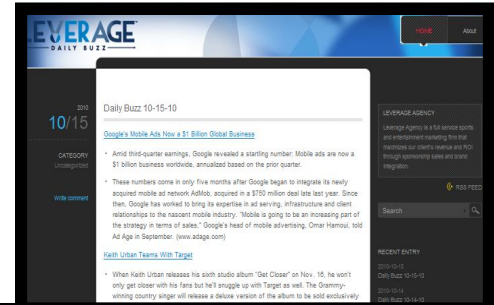 LEVERAGE
DAILY BUZZ
HOME
About
2010
10/15
CATEGORY
Uncategorized
Write comment
Daily Buzz 10-15-10
Google's Mobile Ads Now a $1 Billion Global Business
• Amid third-quarter earnings, Google revealed a startling number: Mobile ads are now a
$1 billion business worldwide, annualized based on the prior quarter.
• These numbers come in only five months after Google began to integrate its newly
acquired mobile ad network AdMob, acquired in a $750 million deal late last year. Since
then, Google has worked to bring its expertise in ad serving, infrastructure and client
relationships to the nascent mobile industry. "Mobile is going to be an increasing part of
the strategy in terms of sales," Google's head of mobile advertising, Omar Hamoui, told
Ad Age in September. (www.adage.com)
Keith Urban Teams With Target
• When Keith Urban releases his sixth studio album "Get Closer" on Nov. 16, he won't
only get closer with his fans but he'll snuggle up with Target as well. The Grammy-
winning country singer will release a deluxe version of the album to be sold exclusively
LEVERAGE AGENCY
Leverage Agency is a full service sports
and entertainment marketing firm that
maximizes our client's revenue and ROI
through sponsorship sales and brand
integration.
RSS FEED
Search
RECENT ENTRY
2010-10-15
Daily Buzz 10-15-10
2010-10-14
Daily Buzz 10-14-10